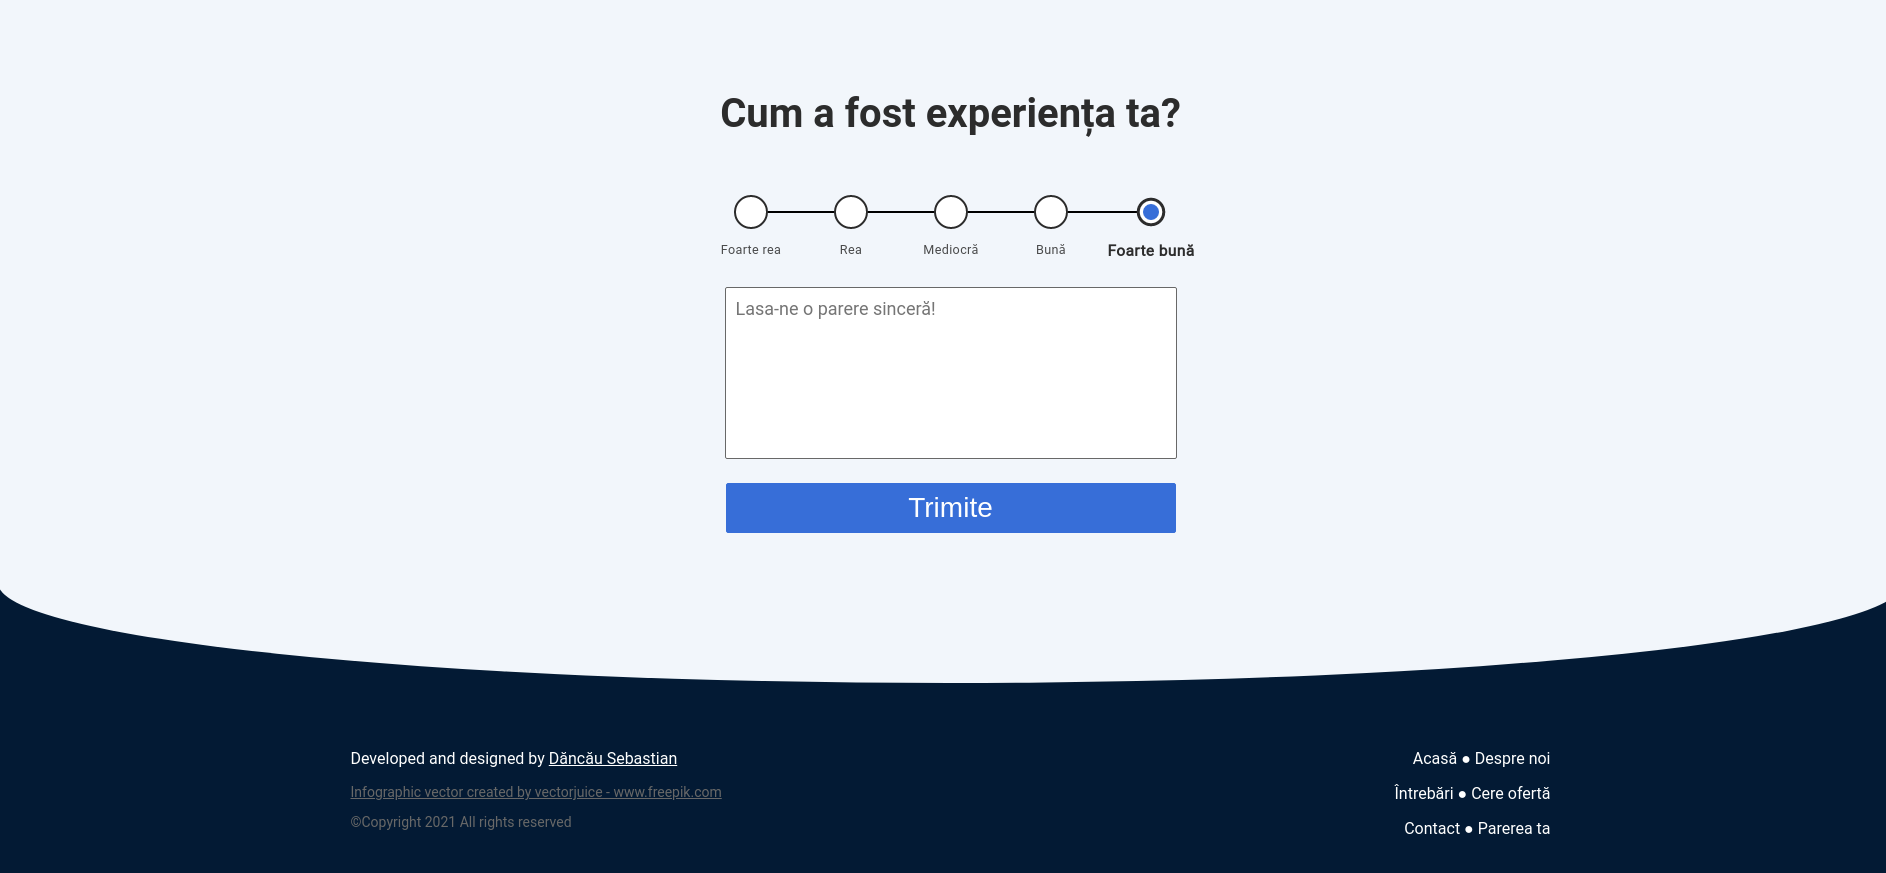 Cum a fost experiența ta?
Foarte rea Rea Mediocră Bună Foarte bună
Lasa-ne o parere sinceră!
Trimite
Developed and designed by Dăncău Sebastian
Infographic vector created by vectorjuice - www.freepik.com
©Copyright 2021 All rights reserved
Acasă ● Despre noi
Întrebări ● Cere ofertă
Contact ● Parerea ta